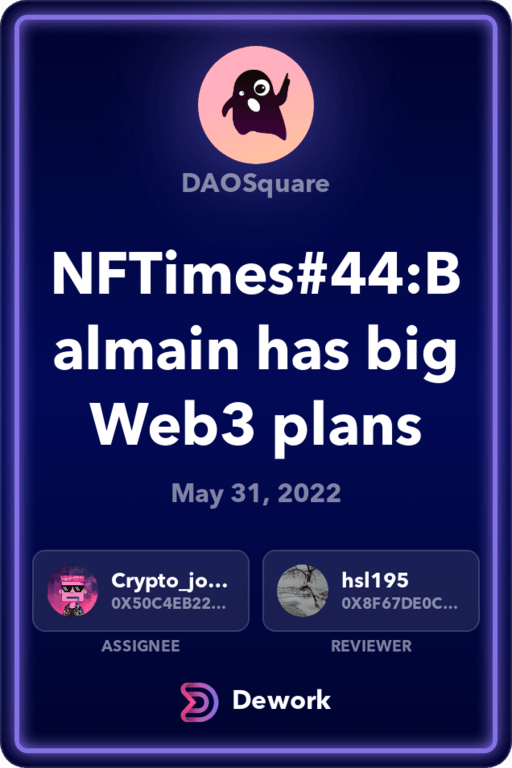 DAOSquare
NFTimes#44:B
almain has big
Web3 plans
May 31, 2022
Crypto_jo...
0X50C4EB22...
ASSIGNEE
hsl195
0X8F67DE0C...
REVIEWER
Dework